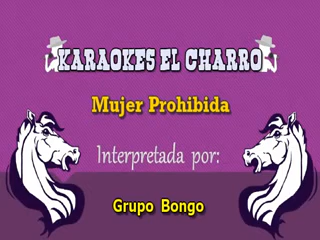 KARAOKES EL CHARRO
Mujer Prohibida
Interpretada por:
Grupo Bongo